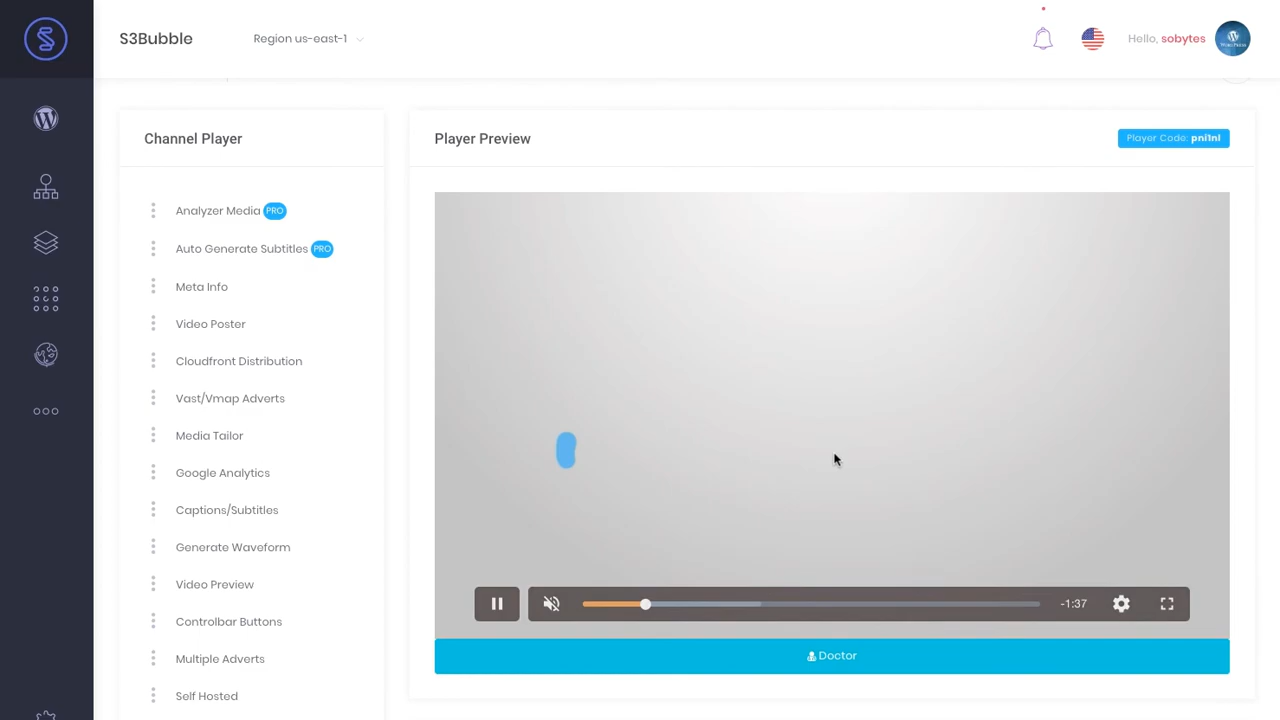 S3Bubble
Region us-east-1
Hello, sobytes
Channel Player
Analyzer Media PRO
Auto Generate Subtitles PRO
Meta Info
Video Poster
Cloudfront Distribution
Vast/Vmap Adverts
Media Tailor
Google Analytics
Captions/Subtitles
Generate Waveform
Video Preview
Controlbar Buttons
Multiple Adverts
Self Hosted
Player Preview
Player Code: pni1nl
-1:37
Doctor